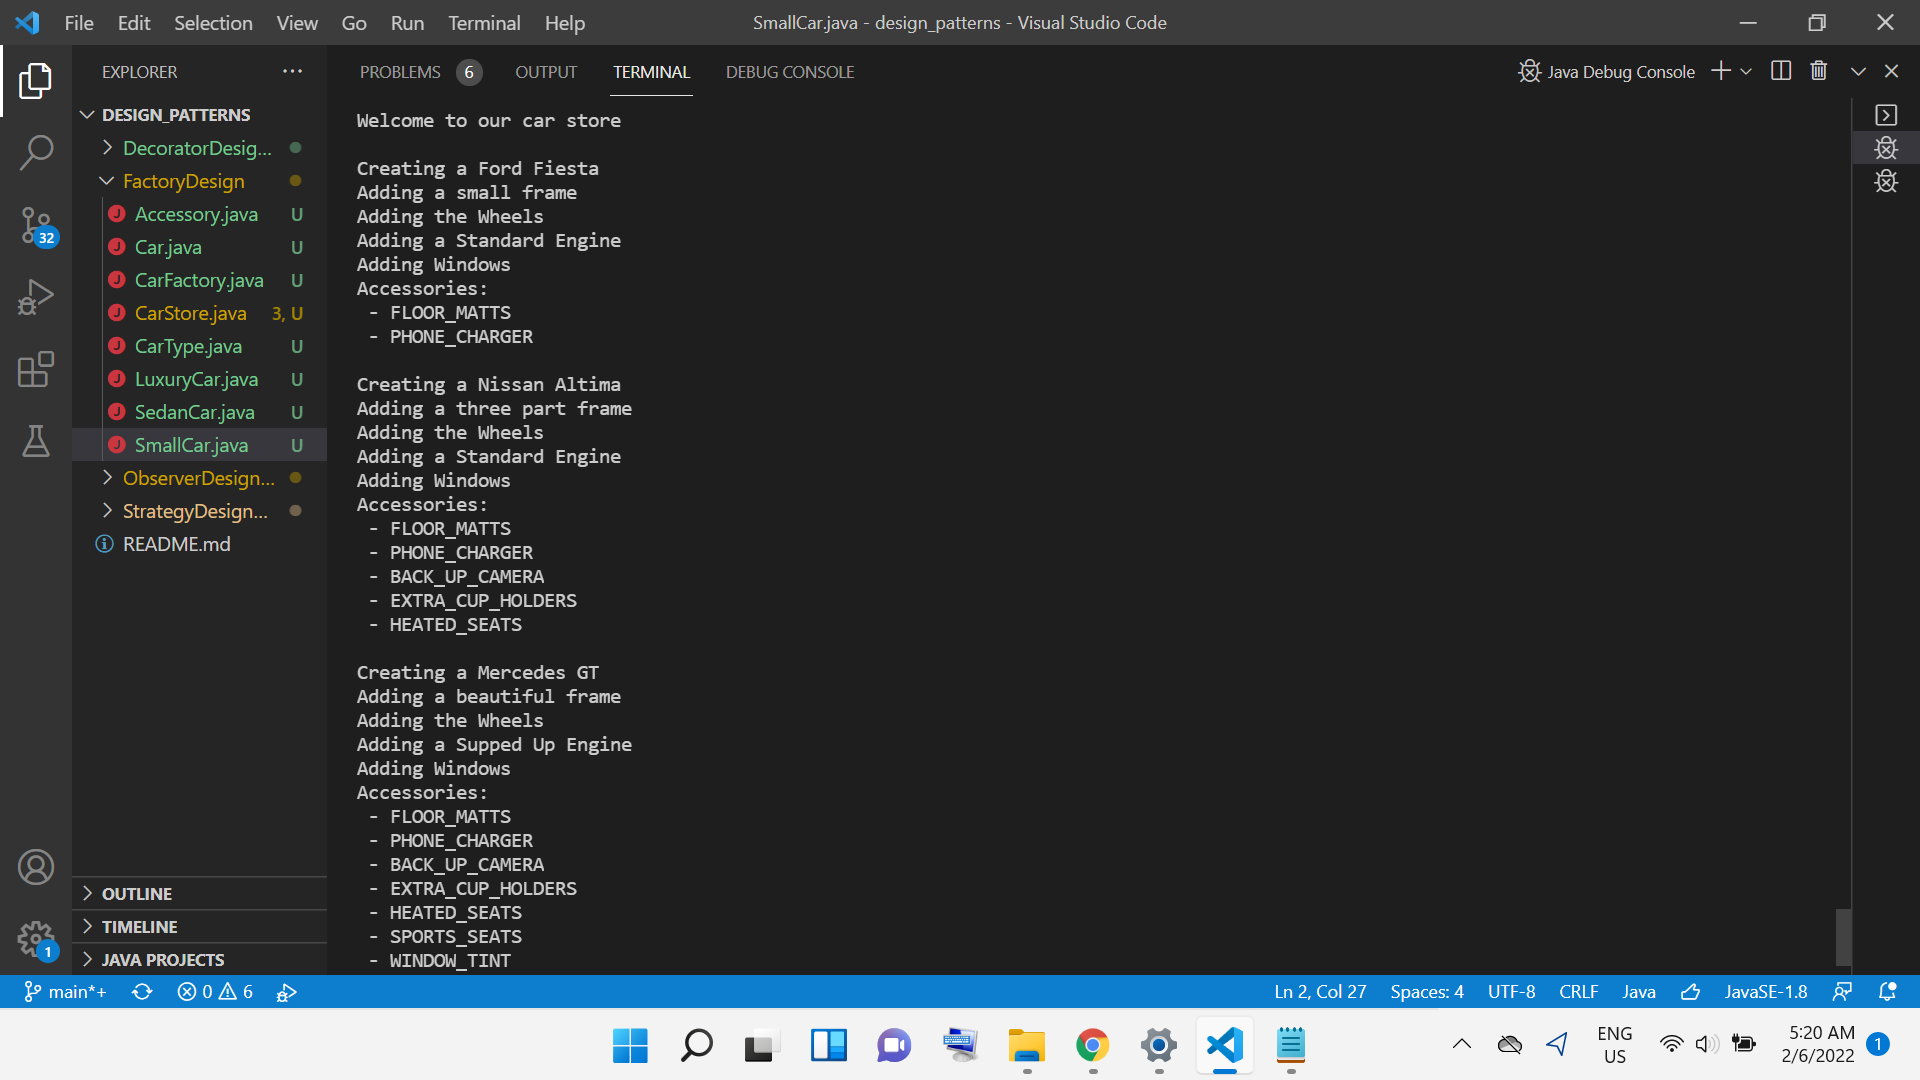 File Edit Selection View Go Run Terminal Help
SmallCar.java - design_patterns - Visual Studio Code
EXPLORER
PROBLEMS 6 OUTPUT TERMINAL DEBUG CONSOLE
Java Debug Console
DESIGN_PATTERNS
DecoratorDesig...
FactoryDesign
Accessory.java U
Car.java U
CarFactory.java U
CarStore.java 3, U
CarType.java U
LuxuryCar.java U
SedanCar.java U
SmallCar.java U
ObserverDesign...
StrategyDesign...
README.md
32
OUTLINE
TIMELINE
JAVA PROJECTS
1
Welcome to our car store
Creating a Ford Fiesta
Adding a small frame
Adding the Wheels
Adding a Standard Engine
Adding Windows
Accessories:
- FLOOR_MATTS
- PHONE_CHARGER
Creating a Nissan Altima
Adding a three part frame
Adding the Wheels
Adding a Standard Engine
Adding Windows
Accessories:
- FLOOR_MATTS
- PHONE_CHARGER
- BACK_UP_CAMERA
- EXTRA_CUP_HOLDERS
- HEATED_SEATS
Creating a Mercedes GT
Adding a beautiful frame
Adding the Wheels
Adding a Supped Up Engine
Adding Windows
Accessories:
- FLOOR_MATTS
- PHONE_CHARGER
- BACK_UP_CAMERA
- EXTRA_CUP_HOLDERS
- HEATED_SEATS
- SPORTS_SEATS
- WINDOW_TINT
main*+ 0 6
Ln 2, Col 27 Spaces: 4 UTF-8 CRLF Java JavaSE-1.8
ENG
US
5:20 AM
2/6/2022
1